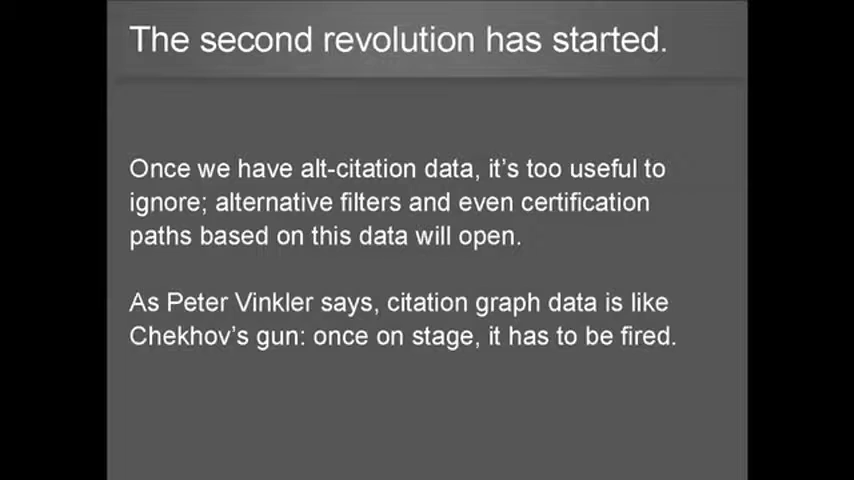 The second revolution has started.
Once we have alt-citation data, it’s too useful to
ignore; alternative filters and even certification
paths based on this data will open.
As Peter Vinkler says, citation graph data is like
Chekhov’s gun: once on stage, it has to be fired.